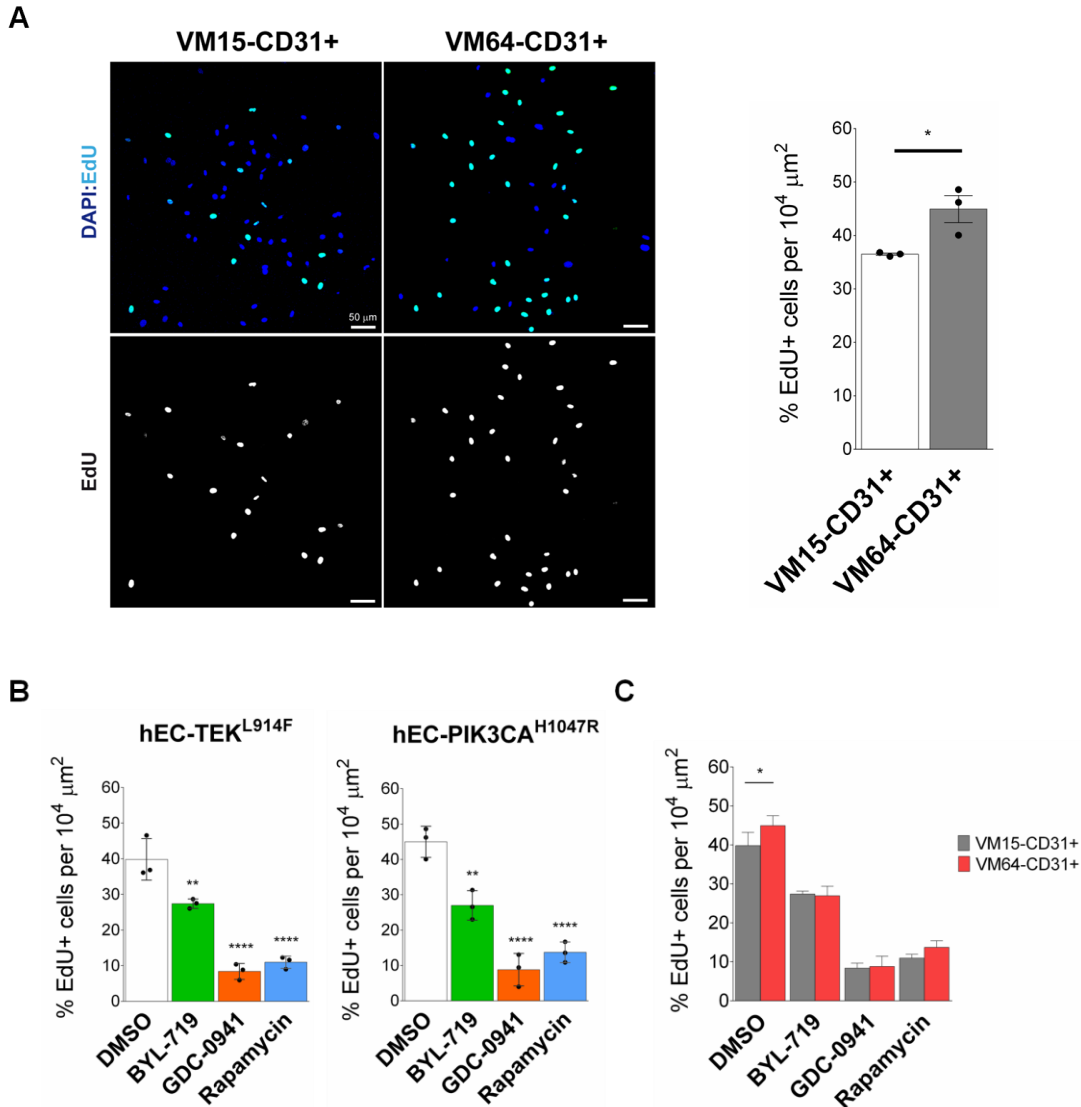 A
VM15-CD31+
VM64-CD31+
DAPI:EdU
50 μm
EdU
% EdU+ cells per 10⁴ μm²
60
50
40
30
20
10
0
*
VM15-CD31+
VM64-CD31+
B
hEC-TEK^L914F
% EdU+ cells per 10⁴ μm²
60
50
40
30
20
10
0
**
****
****
DMSO
BYL-719
GDC-0941
Rapamycin
hEC-PIK3CA^H1047R
% EdU+ cells per 10⁴ μm²
60
50
40
30
20
10
0
**
****
****
DMSO
BYL-719
GDC-0941
Rapamycin
C
% EdU+ cells per 10⁴ μm²
60
50
40
30
20
10
0
*
VM15-CD31+
VM64-CD31+
DMSO
BYL-719
GDC-0941
Rapamycin